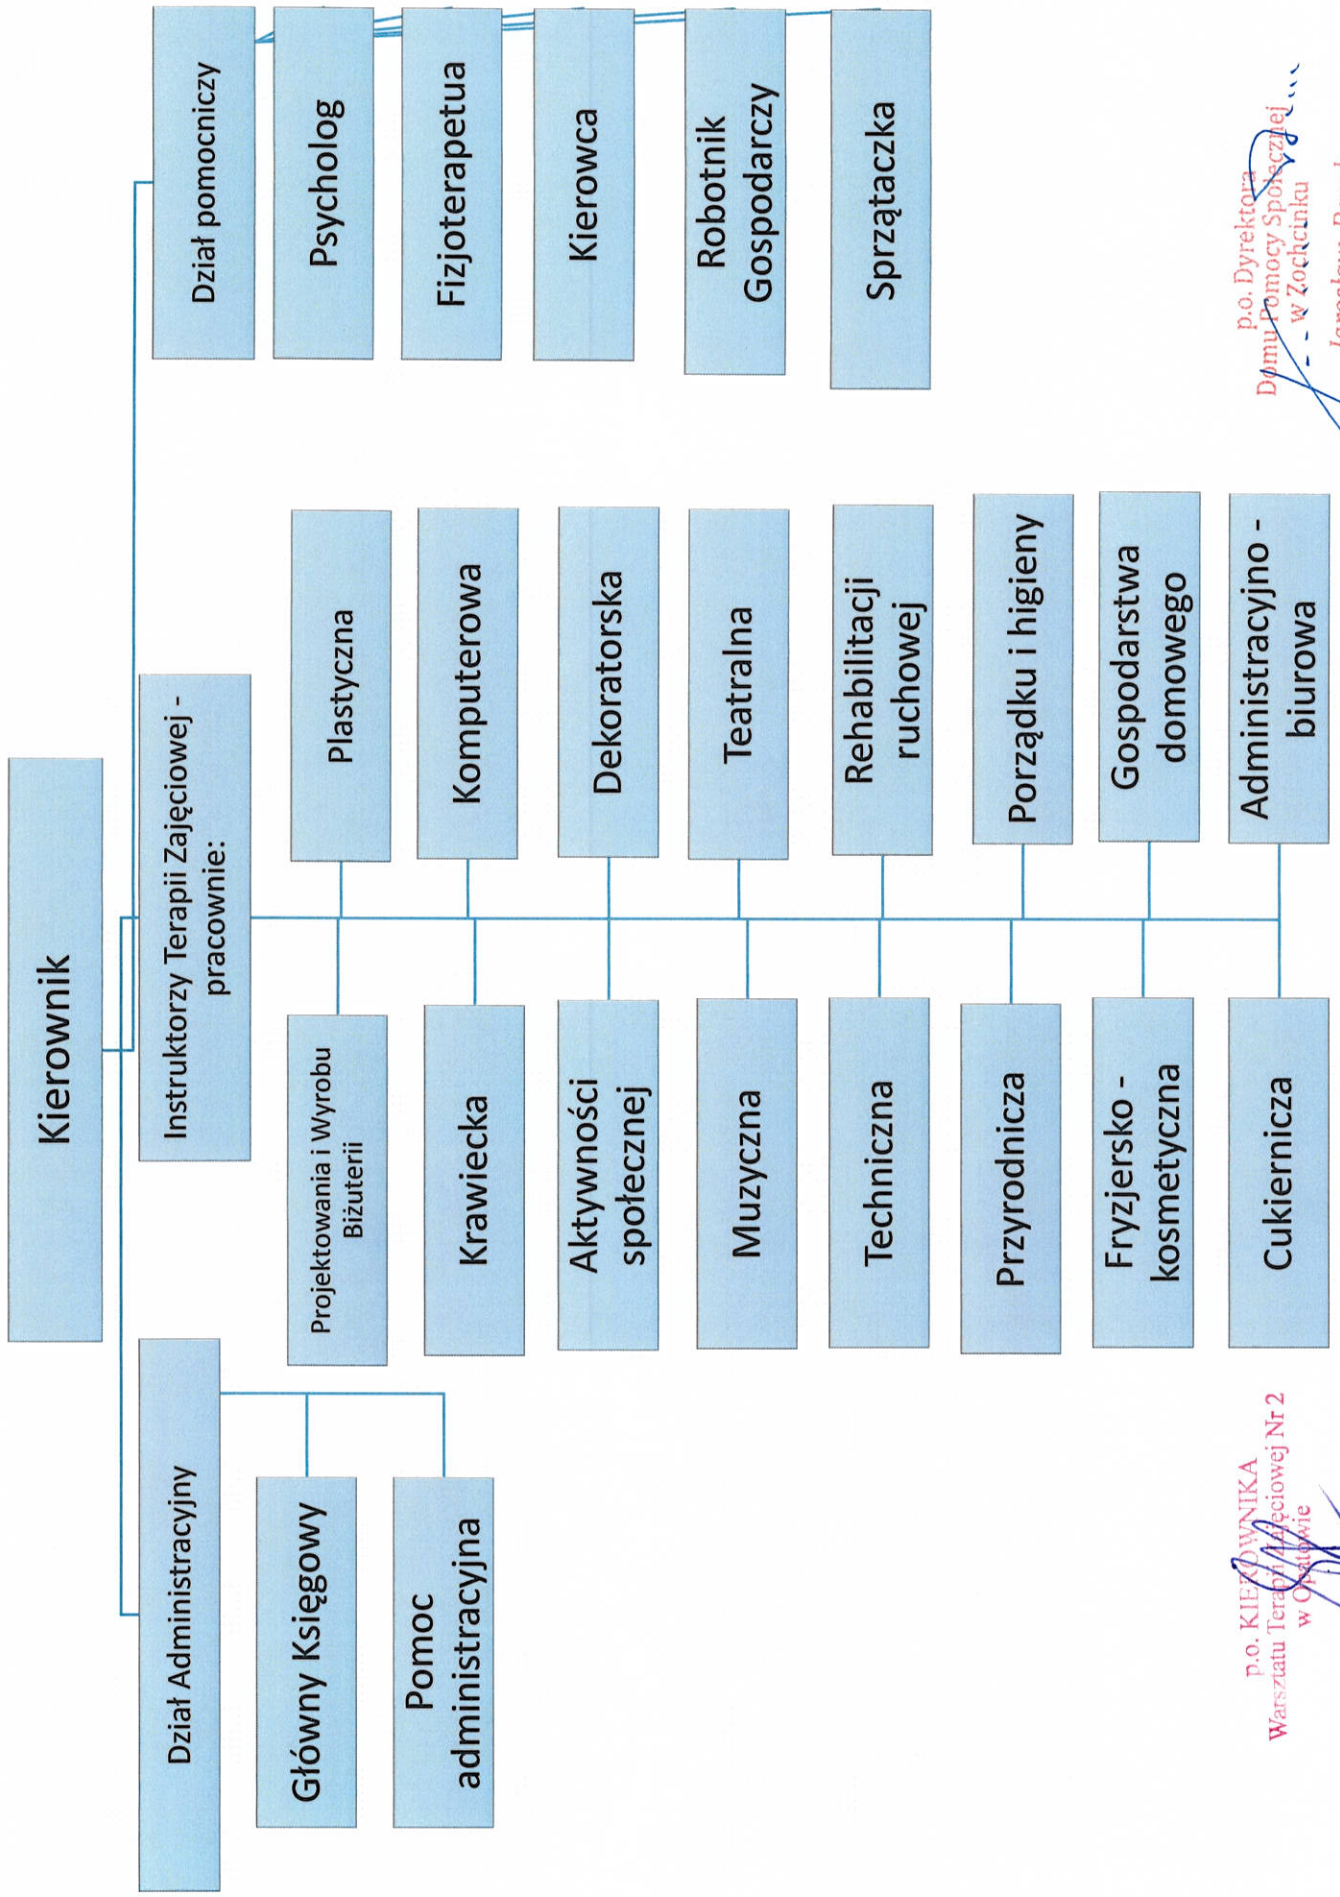 Kierownik
Dział Administracyjny
Główny Księgowy
Pomoc
administracyjna
Instruktorzy Terapii Zajęciowej -
pracownie:
Projektowania i Wyrobu
Biżuterii
Plastyczna
Krawiecka
Komputerowa
Aktywności
społecznej
Dekoratorska
Muzyczna
Teatralna
Techniczna
Rehabilitacji
ruchowej
Przyrodnicza
Porządku i higieny
Fryzjersko -
kosmetyczna
Gospodarstwa
domowego
Cukiernicza
Administracyjno -
biurowa
Dział pomocniczy
Psycholog
Fizjoterapetua
Kierowca
Robotnik
Gospodarczy
Sprzątaczka
p.o. KIEROWNIKA
Warsztatu Terapii Zajęciowej Nr 2
w Opatowie
p.o. Dyrektora
Domu Pomocy Społecznej
w Zochcinku